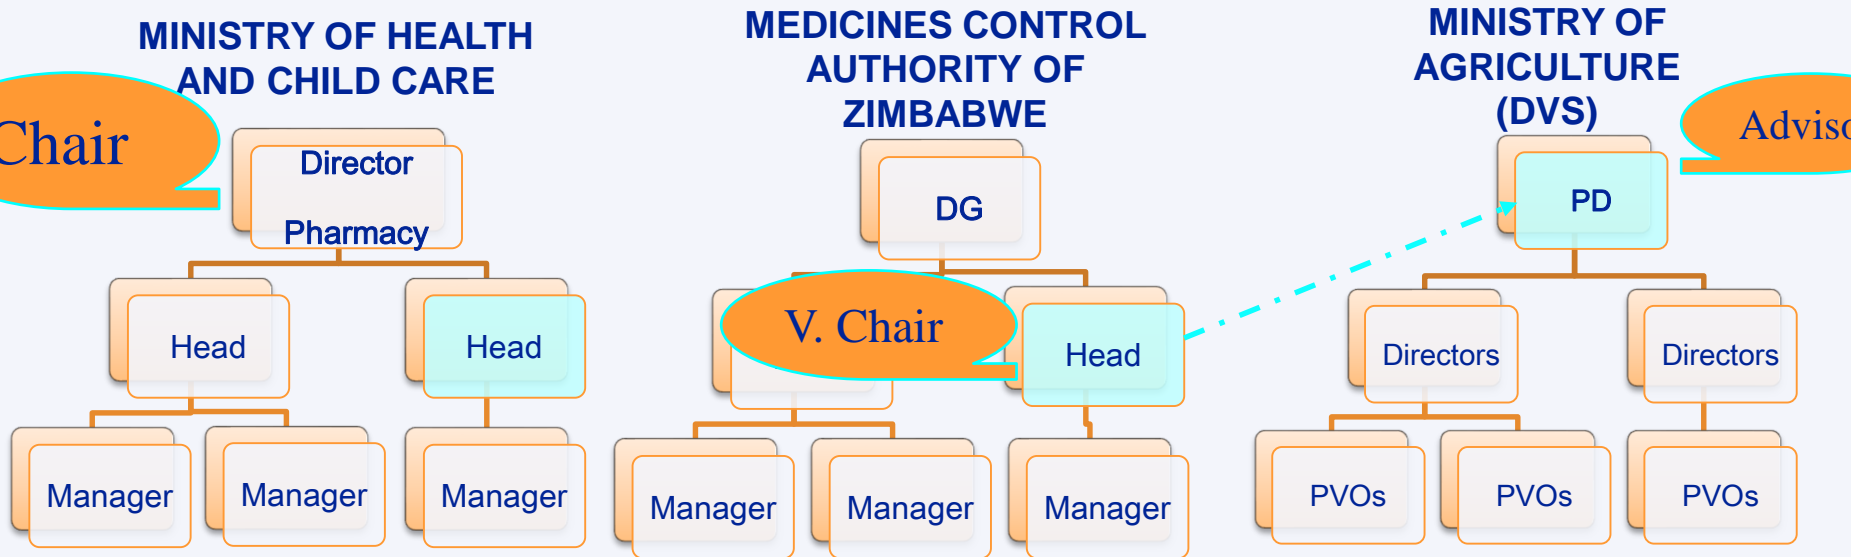 MINISTRY OF HEALTH
AND CHILD CARE
MEDICINES CONTROL
AUTHORITY OF
ZIMBABWE
MINISTRY OF
AGRICULTURE
(DVS)
Chair
Director
Pharmacy
DG
PD
Head
Head
V. Chair
Head
Directors
Directors
Manager
Manager
Manager
Manager
Manager
Manager
PVOs
PVOs
PVOs